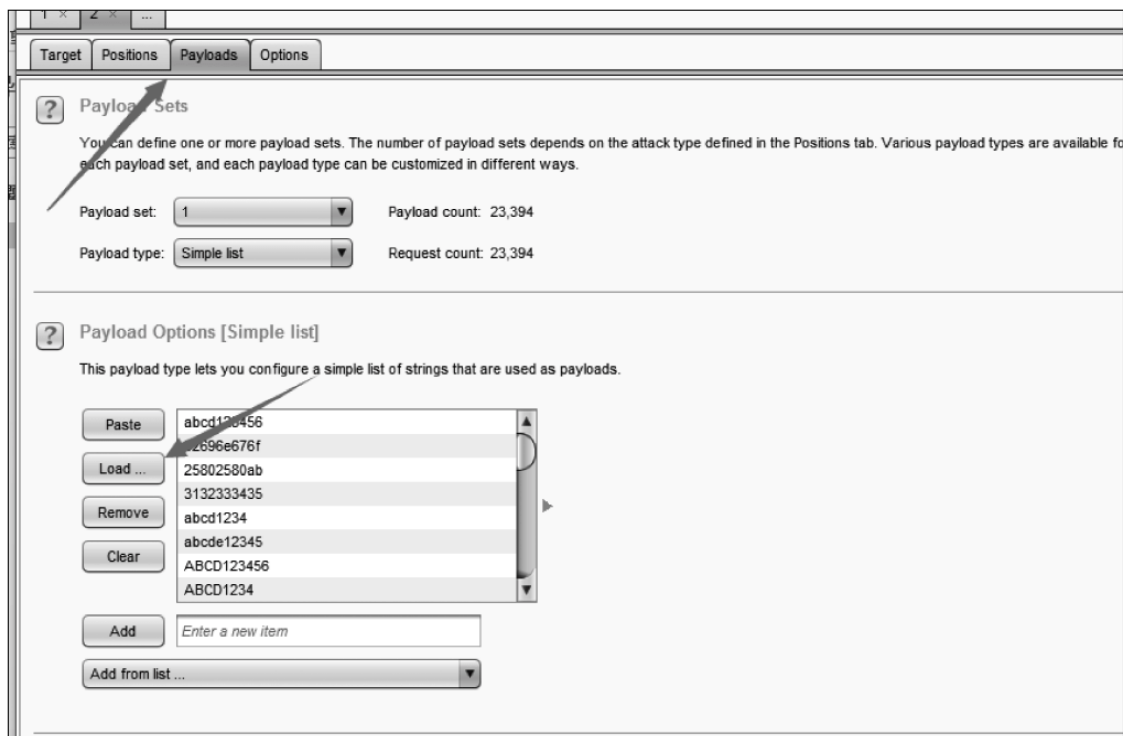 1 × 2 × ...
Target Positions Payloads Options
? Payload Sets
You can define one or more payload sets. The number of payload sets depends on the attack type defined in the Positions tab. Various payload types are available fo
each payload set, and each payload type can be customized in different ways.
Payload set: 1 Payload count: 23,394
Payload type: Simple list Request count: 23,394
? Payload Options [Simple list]
This payload type lets you configure a simple list of strings that are used as payloads.
Paste abcd123456
2696e676f
Load ... 25802580ab
3132333435
Remove abcd1234
abcde12345
Clear ABCD123456
ABCD1234
Add Enter a new item
Add from list ...